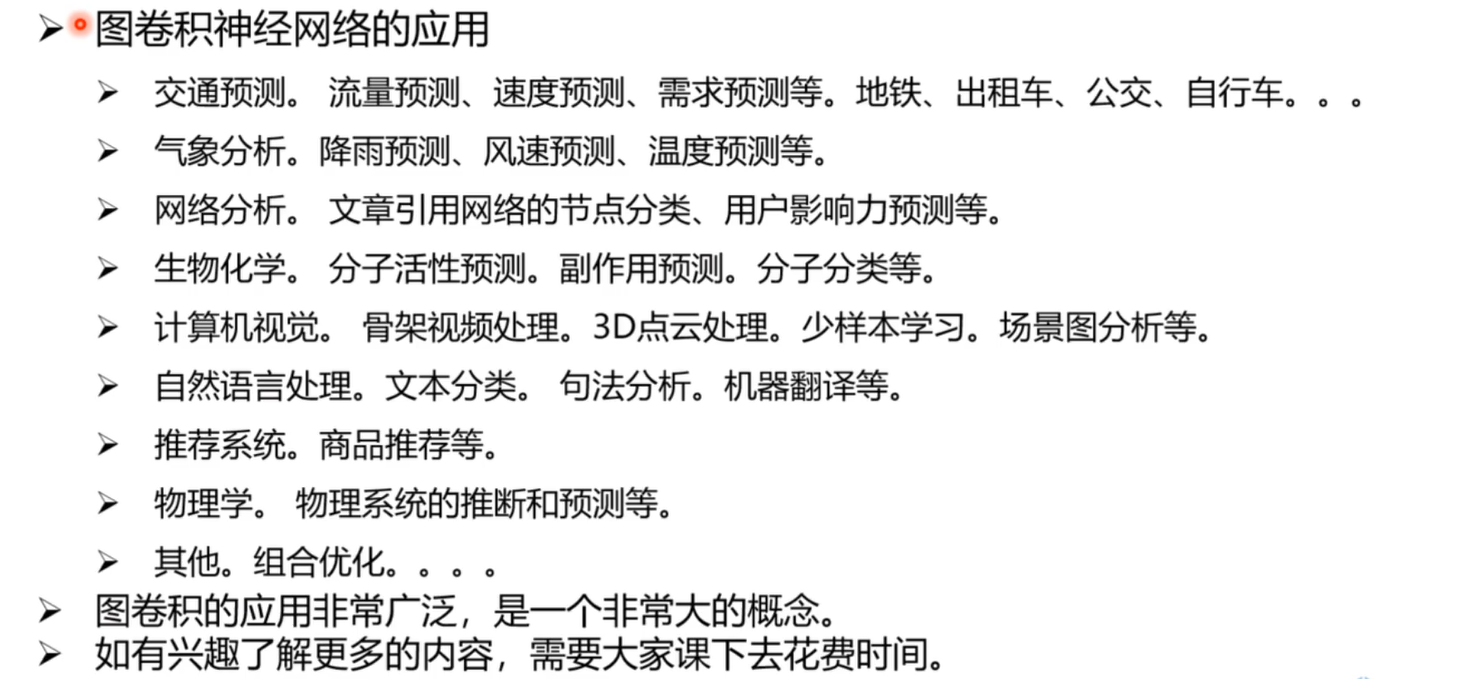 图卷积神经网络的应用
交通预测。 流量预测、速度预测、需求预测等。地铁、出租车、公交、自行车。。。
气象分析。降雨预测、风速预测、温度预测等。
网络分析。 文章引用网络的节点分类、用户影响力预测等。
生物化学。 分子活性预测。副作用预测。分子分类等。
计算机视觉。 骨架视频处理。3D点云处理。少样本学习。场景图分析等。
自然语言处理。文本分类。 句法分析。机器翻译等。
推荐系统。商品推荐等。
物理学。 物理系统的推断和预测等。
其他。组合优化。。。。
图卷积的应用非常广泛，是一个非常大的概念。
如有兴趣了解更多的内容，需要大家课下去花费时间。